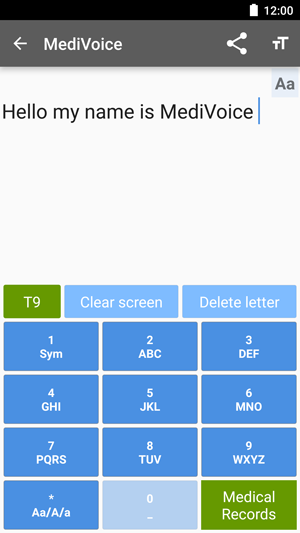 12:00
MediVoice
Aa
Hello my name is MediVoice
T9 Clear screen Delete letter
1 2 3
Sym ABC DEF
4 5 6
GHI JKL MNO
7 8 9
PQRS TUV WXYZ
* 0 Medical
Aa/A/a _ Records